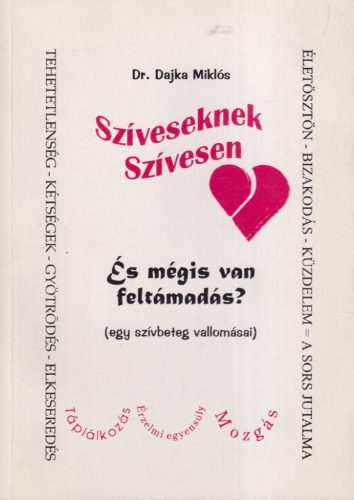 Dr. Dajka Miklós
Szíveseknek
Szívesen
És mégis van
feltámadás?
(egy szívbeteg vallomásai)
TEHETETLENSÉG - KÉTSÉGEK - GYÖTRÕDÉS - ELKESEREDÉS
ÉLETÖSZTÖN - BIZAKODÁS - KÜZDELEM = A SORS JUTALMA
Táplálkozás
Érzelmi egyensúly
Mozgás